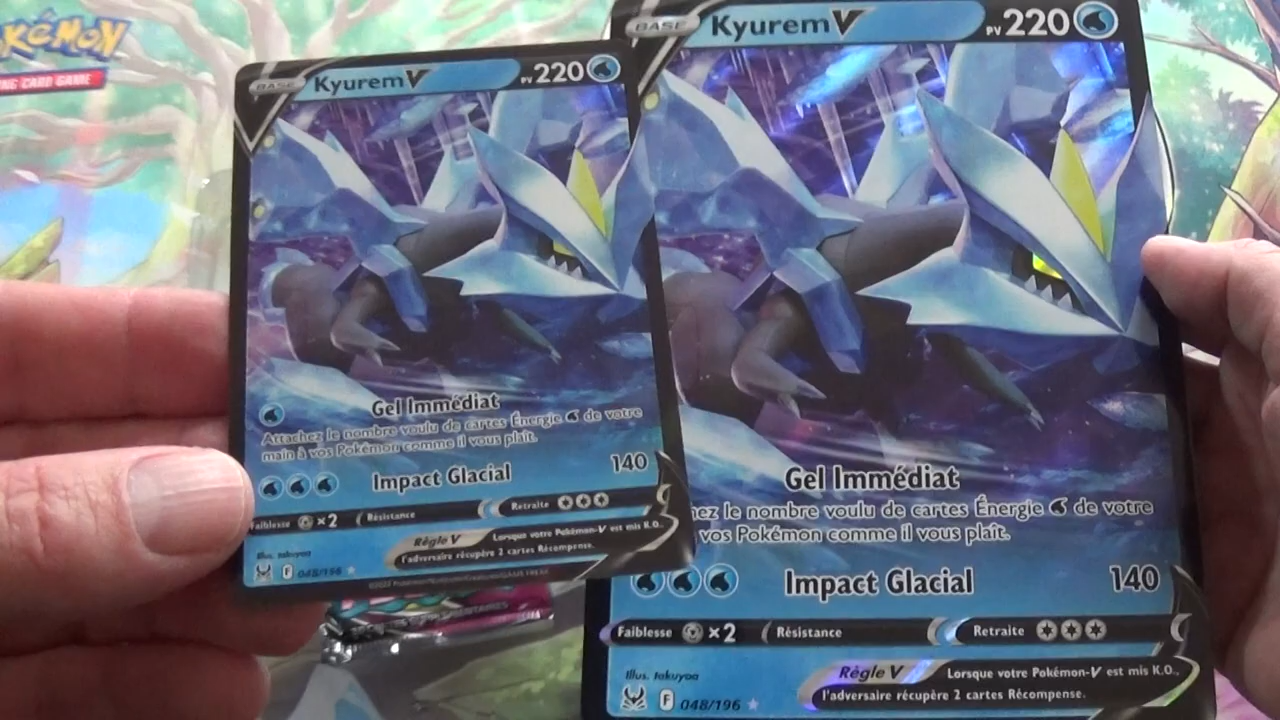 POKÉMON
NG CARD GAME
BASE Kyurem V PV 220
Gel Immédiat
Attachez le nombre voulu de cartes Énergie de votre
main à vos Pokémon comme il vous plaît.
Impact Glacial 140
Faiblesse ×2 Résistance Retraite
Règle V Lorsque votre Pokémon-V est mis K.O.,
l'adversaire récupère 2 cartes Récompense.
Illus. takuyoa
F 048/196
BASE Kyurem V PV 220
Gel Immédiat
ez le nombre voulu de cartes Énergie de votre
vos Pokémon comme il vous plaît.
Impact Glacial 140
Faiblesse ×2 Résistance Retraite
Règle V Lorsque votre Pokémon-V est mis K.O.,
l'adversaire récupère 2 cartes Récompense.
Illus. takuyoa
F 048/196